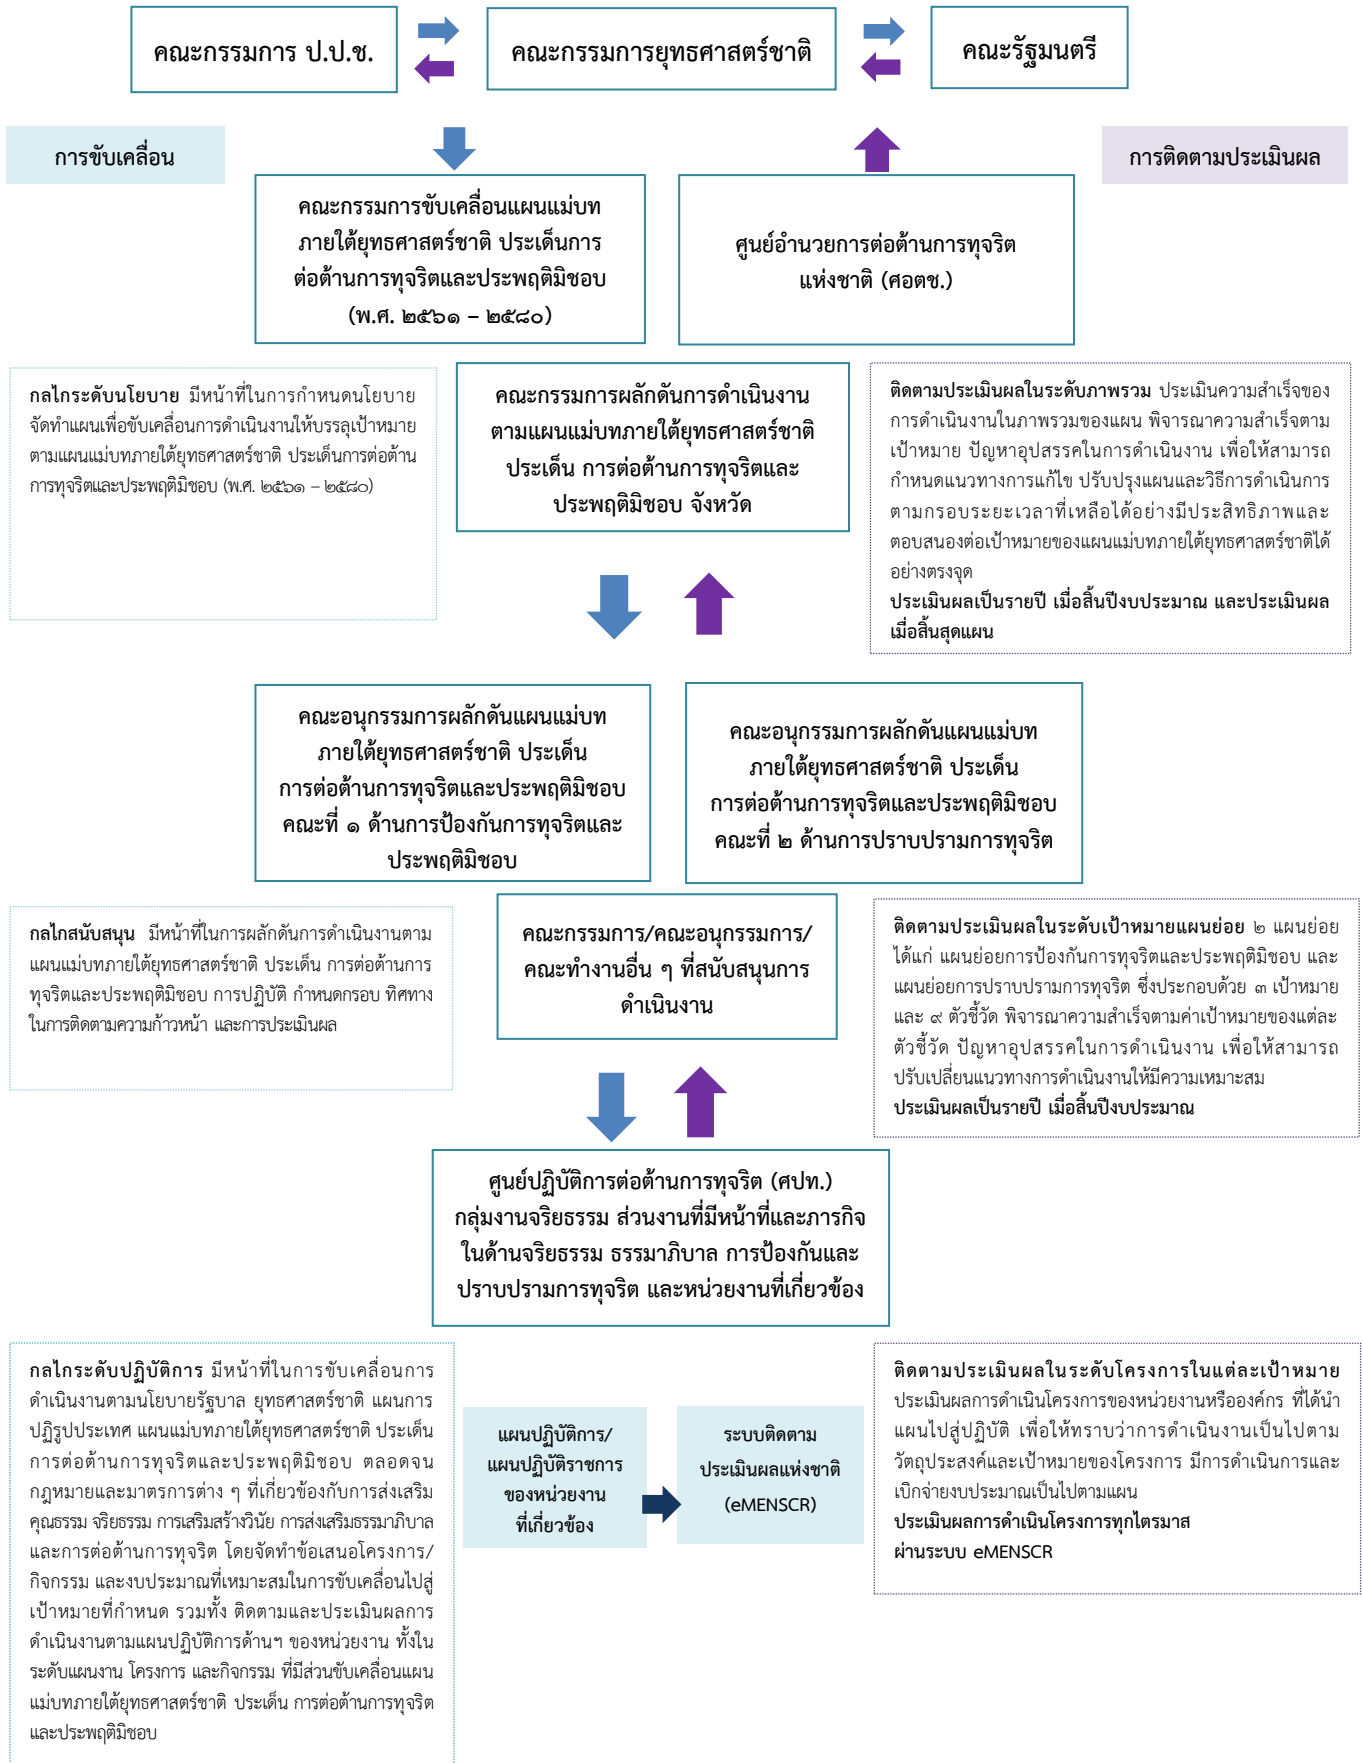 คณะกรรมการ ป.ป.ช.
คณะกรรมการยุทธศาสตร์ชาติ
คณะรัฐมนตรี
การขับเคลื่อน
การติดตามประเมินผล
คณะกรรมการขับเคลื่อนแผนแม่บท
ภายใต้ยุทธศาสตร์ชาติ ประเด็นการ
ต่อต้านการทุจริตและประพฤติมิชอบ
(พ.ศ. ๒๕๖๑ – ๒๕๘๐)
ศูนย์อำนวยการต่อต้านการทุจริต
แห่งชาติ (ศอตช.)
กลไกระดับนโยบาย มีหน้าที่ในการกำหนดนโยบาย
จัดทำแผนเพื่อขับเคลื่อนการดำเนินงานให้บรรลุเป้าหมาย
ตามแผนแม่บทภายใต้ยุทธศาสตร์ชาติ ประเด็นการต่อต้าน
การทุจริตและประพฤติมิชอบ (พ.ศ. ๒๕๖๑ – ๒๕๘๐)
คณะกรรมการผลักดันการดำเนินงาน
ตามแผนแม่บทภายใต้ยุทธศาสตร์ชาติ
ประเด็น การต่อต้านการทุจริตและ
ประพฤติมิชอบ จังหวัด
ติดตามประเมินผลในระดับภาพรวม ประเมินความสำเร็จของ
การดำเนินงานในภาพรวมของแผน พิจารณาความสำเร็จตาม
เป้าหมาย ปัญหาอุปสรรคในการดำเนินงาน เพื่อให้สามารถ
กำหนดแนวทางการแก้ไข ปรับปรุงแผนและวิธีการดำเนินการ
ตามกรอบระยะเวลาที่เหลือได้อย่างมีประสิทธิภาพและ
ตอบสนองต่อเป้าหมายของแผนแม่บทภายใต้ยุทธศาสตร์ชาติได้
อย่างตรงจุด
ประเมินผลเป็นรายปี เมื่อสิ้นปีงบประมาณ และประเมินผล
เมื่อสิ้นสุดแผน
คณะอนุกรรมการผลักดันแผนแม่บท
ภายใต้ยุทธศาสตร์ชาติ ประเด็น
การต่อต้านการทุจริตและประพฤติมิชอบ
คณะที่ ๑ ด้านการป้องกันการทุจริตและ
ประพฤติมิชอบ
คณะอนุกรรมการผลักดันแผนแม่บท
ภายใต้ยุทธศาสตร์ชาติ ประเด็น
การต่อต้านการทุจริตและประพฤติมิชอบ
คณะที่ ๒ ด้านการปราบปรามการทุจริต
กลไกสนับสนุน มีหน้าที่ในการผลักดันการดำเนินงานตาม
แผนแม่บทภายใต้ยุทธศาสตร์ชาติ ประเด็น การต่อต้านการ
ทุจริตและประพฤติมิชอบ การปฏิบัติ กำหนดกรอบ ทิศทาง
ในการติดตามความก้าวหน้า และการประเมินผล
คณะกรรมการ/คณะอนุกรรมการ/
คณะทำงานอื่น ๆ ที่สนับสนุนการ
ดำเนินงาน
ติดตามประเมินผลในระดับเป้าหมายแผนย่อย ๒ แผนย่อย
ได้แก่ แผนย่อยการป้องกันการทุจริตและประพฤติมิชอบ และ
แผนย่อยการปราบปรามการทุจริต ซึ่งประกอบด้วย ๓ เป้าหมาย
และ ๙ ตัวชี้วัด พิจารณาความสำเร็จตามค่าเป้าหมายของแต่ละ
ตัวชี้วัด ปัญหาอุปสรรคในการดำเนินงาน เพื่อให้สามารถ
ปรับเปลี่ยนแนวทางการดำเนินงานให้มีความเหมาะสม
ประเมินผลเป็นรายปี เมื่อสิ้นปีงบประมาณ
ศูนย์ปฏิบัติการต่อต้านการทุจริต (ศปท.)
กลุ่มงานจริยธรรม ส่วนงานที่มีหน้าที่และภารกิจ
ในด้านจริยธรรม ธรรมาภิบาล การป้องกันและ
ปราบปรามการทุจริต และหน่วยงานที่เกี่ยวข้อง
กลไกระดับปฏิบัติการ มีหน้าที่ในการขับเคลื่อนการ
ดำเนินงานตามนโยบายรัฐบาล ยุทธศาสตร์ชาติ แผนการ
ปฏิรูปประเทศ แผนแม่บทภายใต้ยุทธศาสตร์ชาติ ประเด็น
การต่อต้านการทุจริตและประพฤติมิชอบ ตลอดจน
กฎหมายและมาตรการต่าง ๆ ที่เกี่ยวข้องกับการส่งเสริม
คุณธรรม จริยธรรม การเสริมสร้างวินัย การส่งเสริมธรรมาภิบาล
และการต่อต้านการทุจริต โดยจัดทำข้อเสนอโครงการ/
กิจกรรม และงบประมาณที่เหมาะสมในการขับเคลื่อนไปสู่
เป้าหมายที่กำหนด รวมทั้ง ติดตามและประเมินผลการ
ดำเนินงานตามแผนปฏิบัติการด้านฯ ของหน่วยงาน ทั้งใน
ระดับแผนงาน โครงการ และกิจกรรม ที่มีส่วนขับเคลื่อนแผน
แม่บทภายใต้ยุทธศาสตร์ชาติ ประเด็น การต่อต้านการทุจริต
และประพฤติมิชอบ
แผนปฏิบัติการ/
แผนปฏิบัติราชการ
ของหน่วยงาน
ที่เกี่ยวข้อง
ระบบติดตาม
ประเมินผลแห่งชาติ
(eMENSCR)
ติดตามประเมินผลในระดับโครงการในแต่ละเป้าหมาย
ประเมินผลการดำเนินโครงการของหน่วยงานหรือองค์กร ที่ได้นำ
แผนไปสู่ปฏิบัติ เพื่อให้ทราบว่าการดำเนินงานเป็นไปตาม
วัตถุประสงค์และเป้าหมายของโครงการ มีการดำเนินการและ
เบิกจ่ายงบประมาณเป็นไปตามแผน
ประเมินผลการดำเนินโครงการทุกไตรมาส
ผ่านระบบ eMENSCR